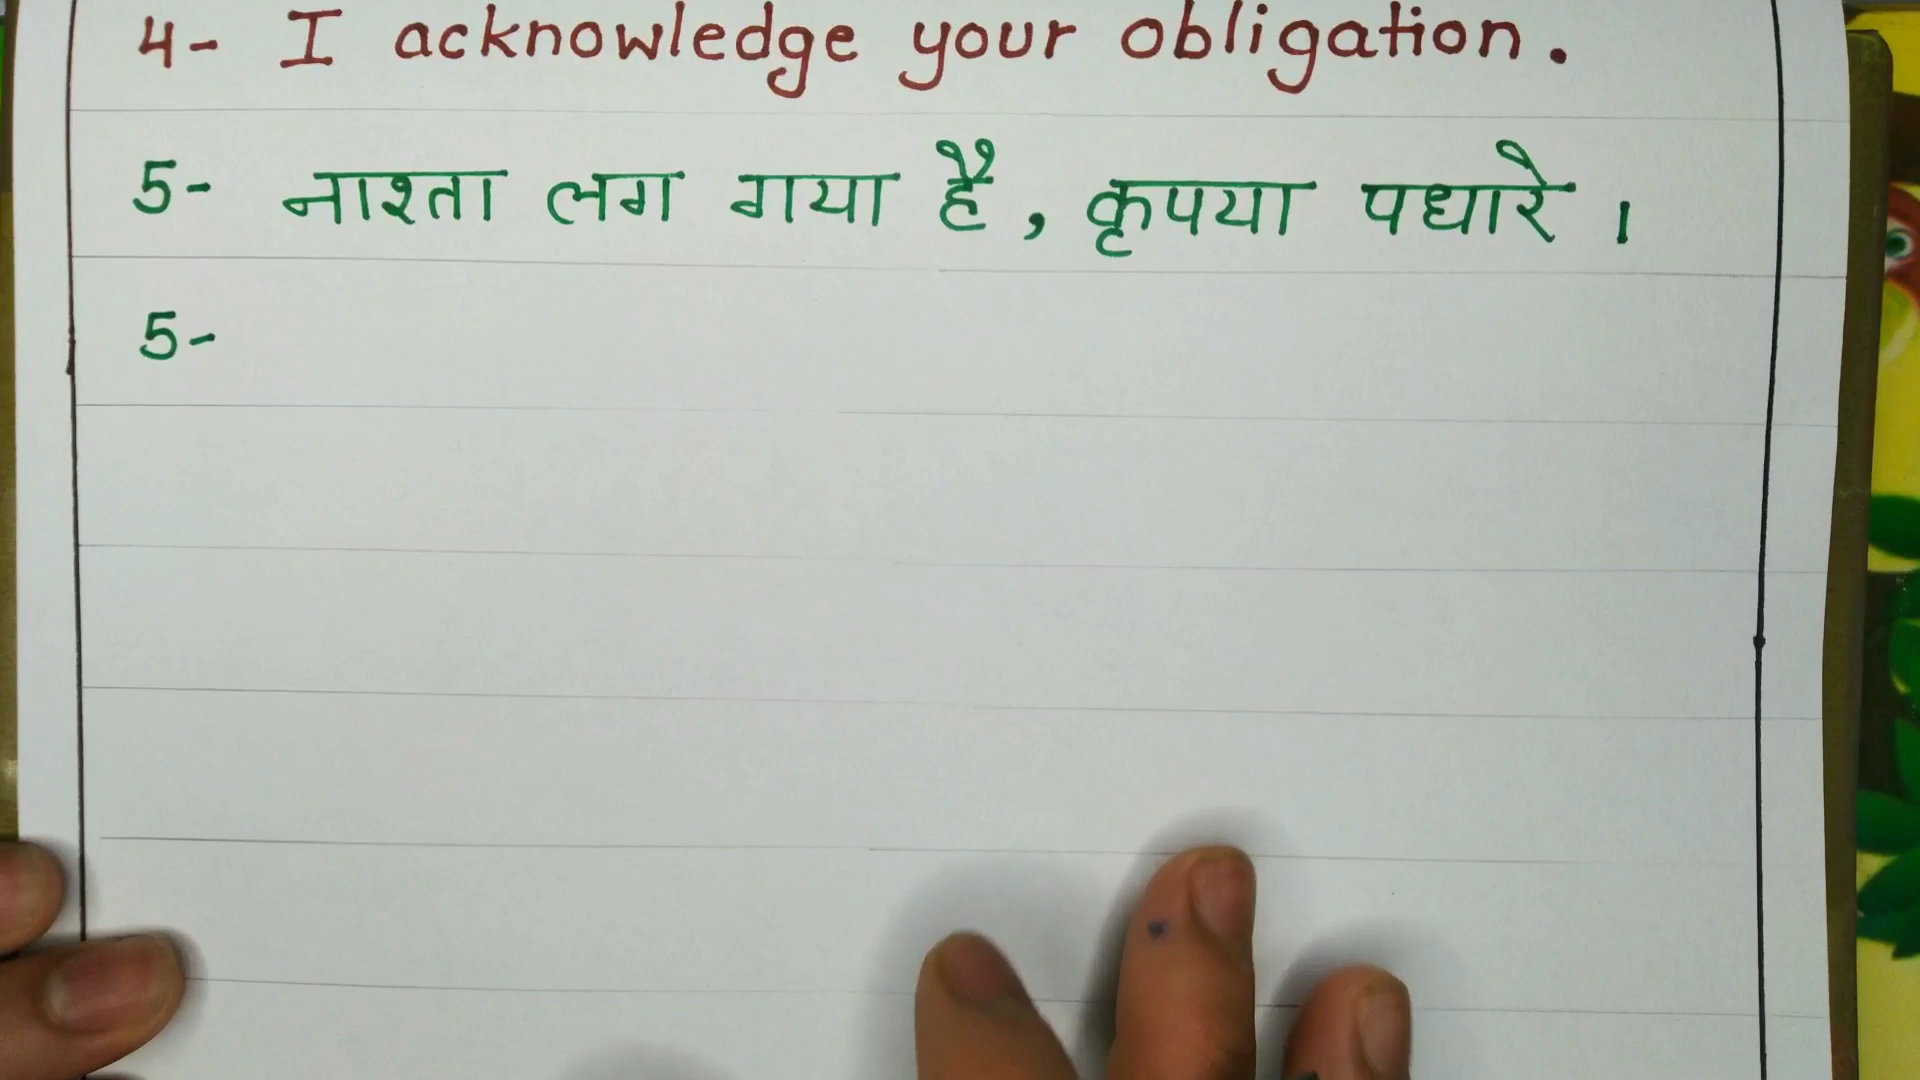 4- I acknowledge your obligation.
5- नाश्ता लग गया है, कृपया पधारे ।
5-